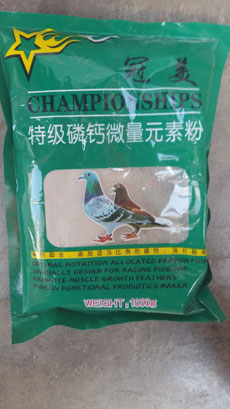 冠美
CHAMPIONSHIPS
特级磷钙微量元素粉
OPTIMAL NUTRITION ALLOCATED PROPORTION
SPECIALLY DESIGN FOR RACING PIGEONS
PROMOTE MUSCLE GROWTH FEATHERS
PIGEON FUNCTIONAL PROBIOTICS MAKER
WEIGHT: 1000g